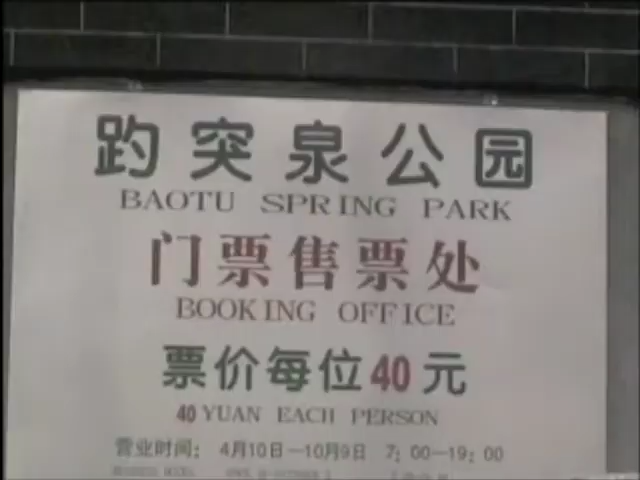 趵突泉公园
BAOTU SPRING PARK
门票售票处
BOOKING OFFICE
票价每位40元
40 YUAN EACH PERSON
营业时间: 4月10日—10月9日 7:00—19:00